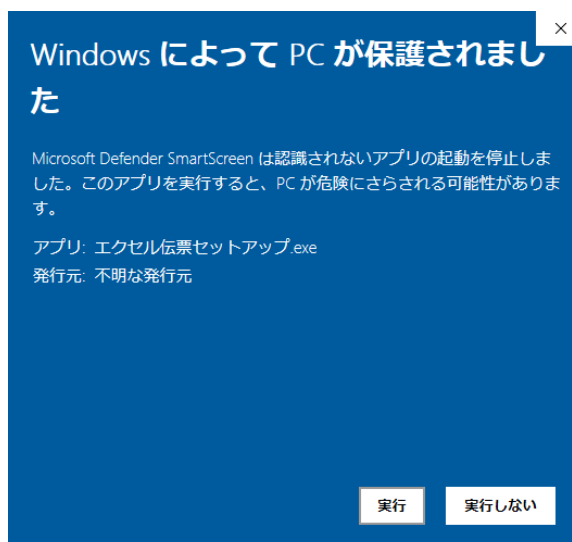 Windows によって PC が保護されまし
た
Microsoft Defender SmartScreen は認識されないアプリの起動を停止しま
した。このアプリを実行すると、PC が危険にさらされる可能性がありま
す。
アプリ: エクセル伝票セットアップ.exe
発行元: 不明な発行元
実行 実行しない